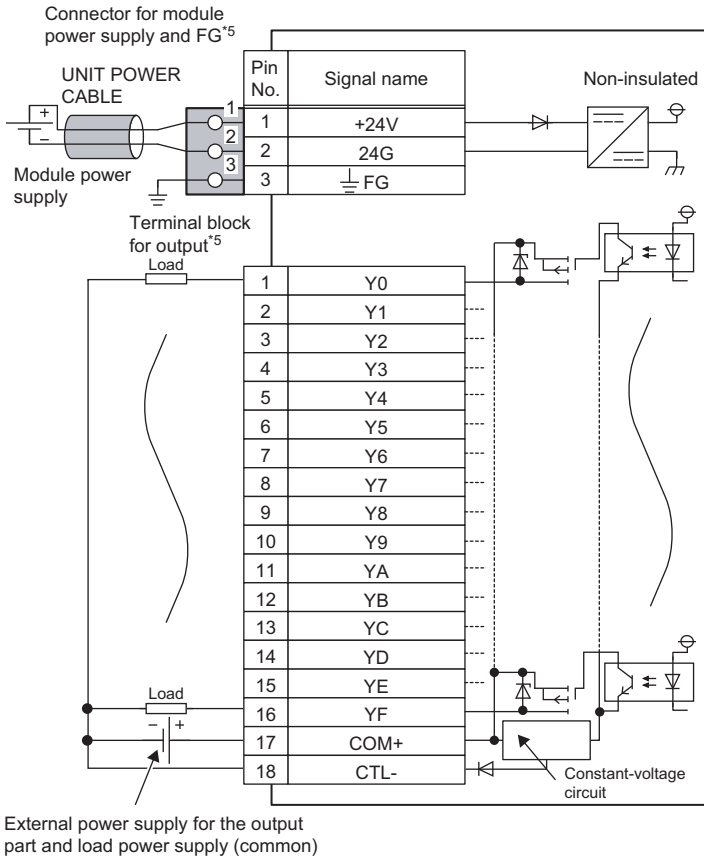 Connector for module
power supply and FG*5
UNIT POWER
CABLE
Pin
No.
Signal name
Non-insulated
+
−
1
1
+24V
2
2
24G
3
3
FG
Module power
supply
Terminal block
for output*5
Load
1
Y0
2
Y1
3
Y2
4
Y3
5
Y4
6
Y5
7
Y6
8
Y7
9
Y8
10
Y9
11
YA
12
YB
13
YC
14
YD
15
YE
Load
16
YF
− +
17
COM+
18
CTL-
Constant-voltage
circuit
External power supply for the output
part and load power supply (common)